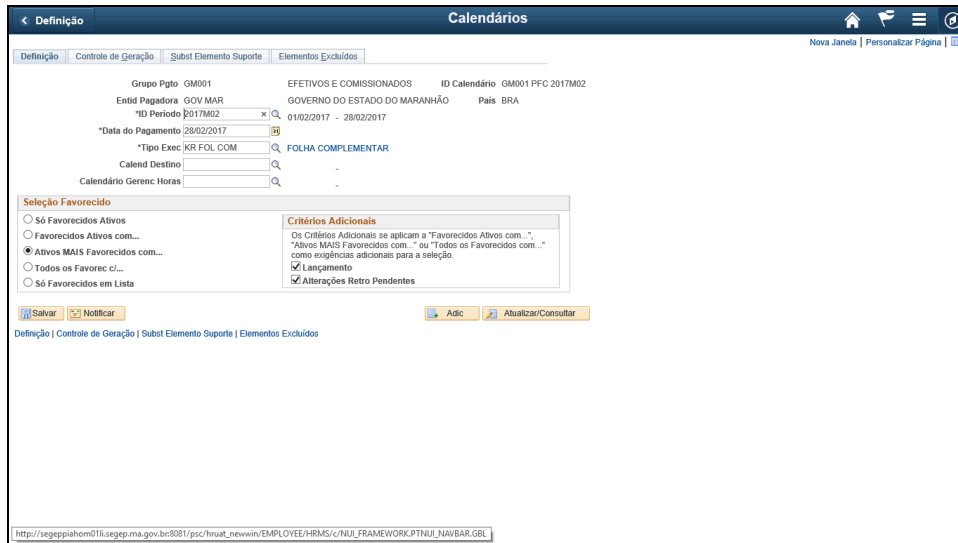 Definição
Calendários
Nova Janela | Personalizar Página |
Definição Controle de Geração Subst Elemento Suporte Elementos Excluídos
Grupo Pgto GM001 EFETIVOS E COMISSIONADOS ID Calendário GM001 PFC 2017M02
Entid Pagadora GOV MAR GOVERNO DO ESTADO DO MARANHÃO País BRA
*ID Período 2017M02 × 01/02/2017 - 28/02/2017
*Data do Pagamento 28/02/2017
*Tipo Exec KR FOL COM FOLHA COMPLEMENTAR
Calend Destino -
Calendário Gerenc Horas -
Seleção Favorecido
Só Favorecidos Ativos
Favorecidos Ativos com...
Ativos MAIS Favorecidos com...
Todos os Favorec c/...
Só Favorecidos em Lista
Critérios Adicionais
Os Critérios Adicionais se aplicam a "Favorecidos Ativos com...",
"Ativos MAIS Favorecidos com..." ou "Todos os Favorecidos com..."
como exigências adicionais para a seleção.
Lançamento
Alterações Retro Pendentes
Salvar Notificar Adic Atualizar/Consultar
Definição | Controle de Geração | Subst Elemento Suporte | Elementos Excluídos
http://segeppiahom01li.segep.ma.gov.br:8081/psc/hruat_newwin/EMPLOYEE/HRMS/c/NUI_FRAMEWORK.PTNUI_NAVBAR.GBL